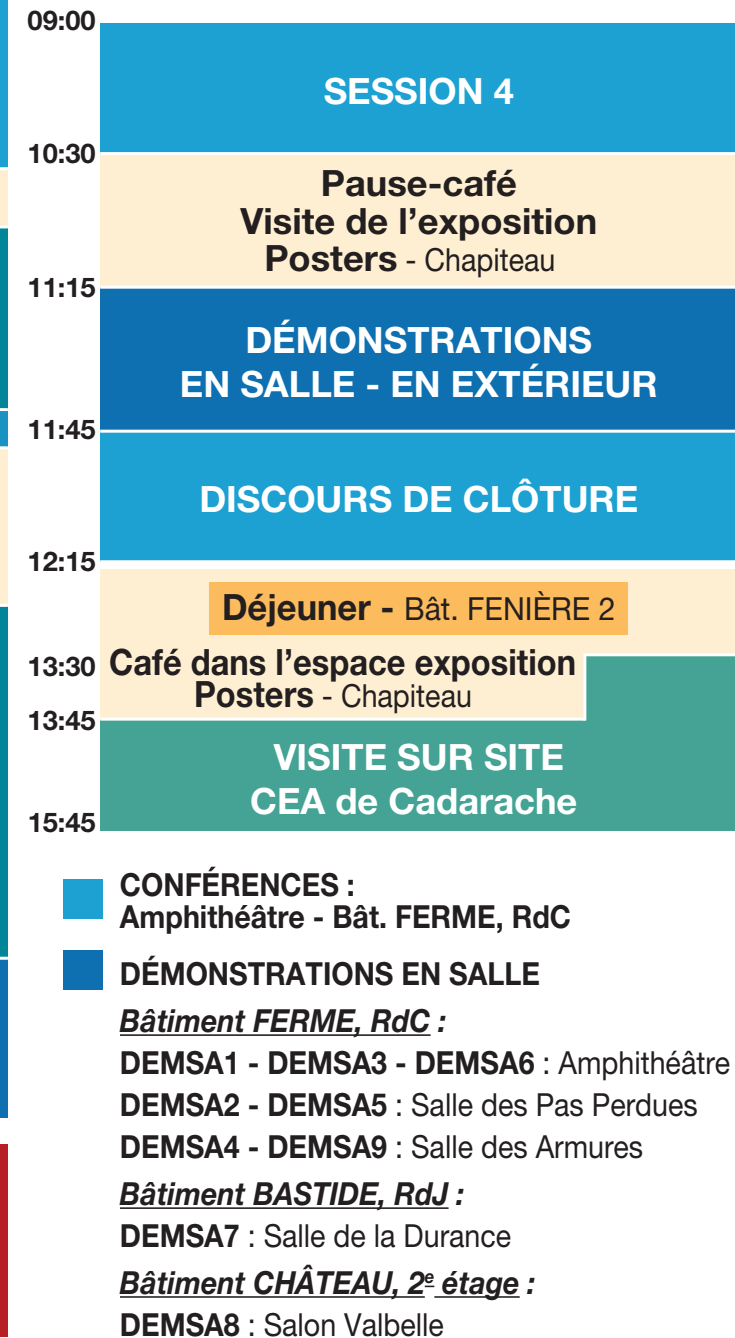 09:00
SESSION 4
10:30
Pause-café
Visite de l’exposition
Posters - Chapiteau
11:15
DÉMONSTRATIONS
EN SALLE - EN EXTÉRIEUR
11:45
DISCOURS DE CLÔTURE
12:15
Déjeuner - Bât. FENIÈRE 2
13:30 Café dans l’espace exposition
Posters - Chapiteau
13:45
VISITE SUR SITE
CEA de Cadarache
15:45
CONFÉRENCES :
Amphithéâtre - Bât. FERME, RdC
DÉMONSTRATIONS EN SALLE
Bâtiment FERME, RdC :
DEMSA1 - DEMSA3 - DEMSA6 : Amphithéâtre
DEMSA2 - DEMSA5 : Salle des Pas Perdues
DEMSA4 - DEMSA9 : Salle des Armures
Bâtiment BASTIDE, RdJ :
DEMSA7 : Salle de la Durance
Bâtiment CHÂTEAU, 2e étage :
DEMSA8 : Salon Valbelle